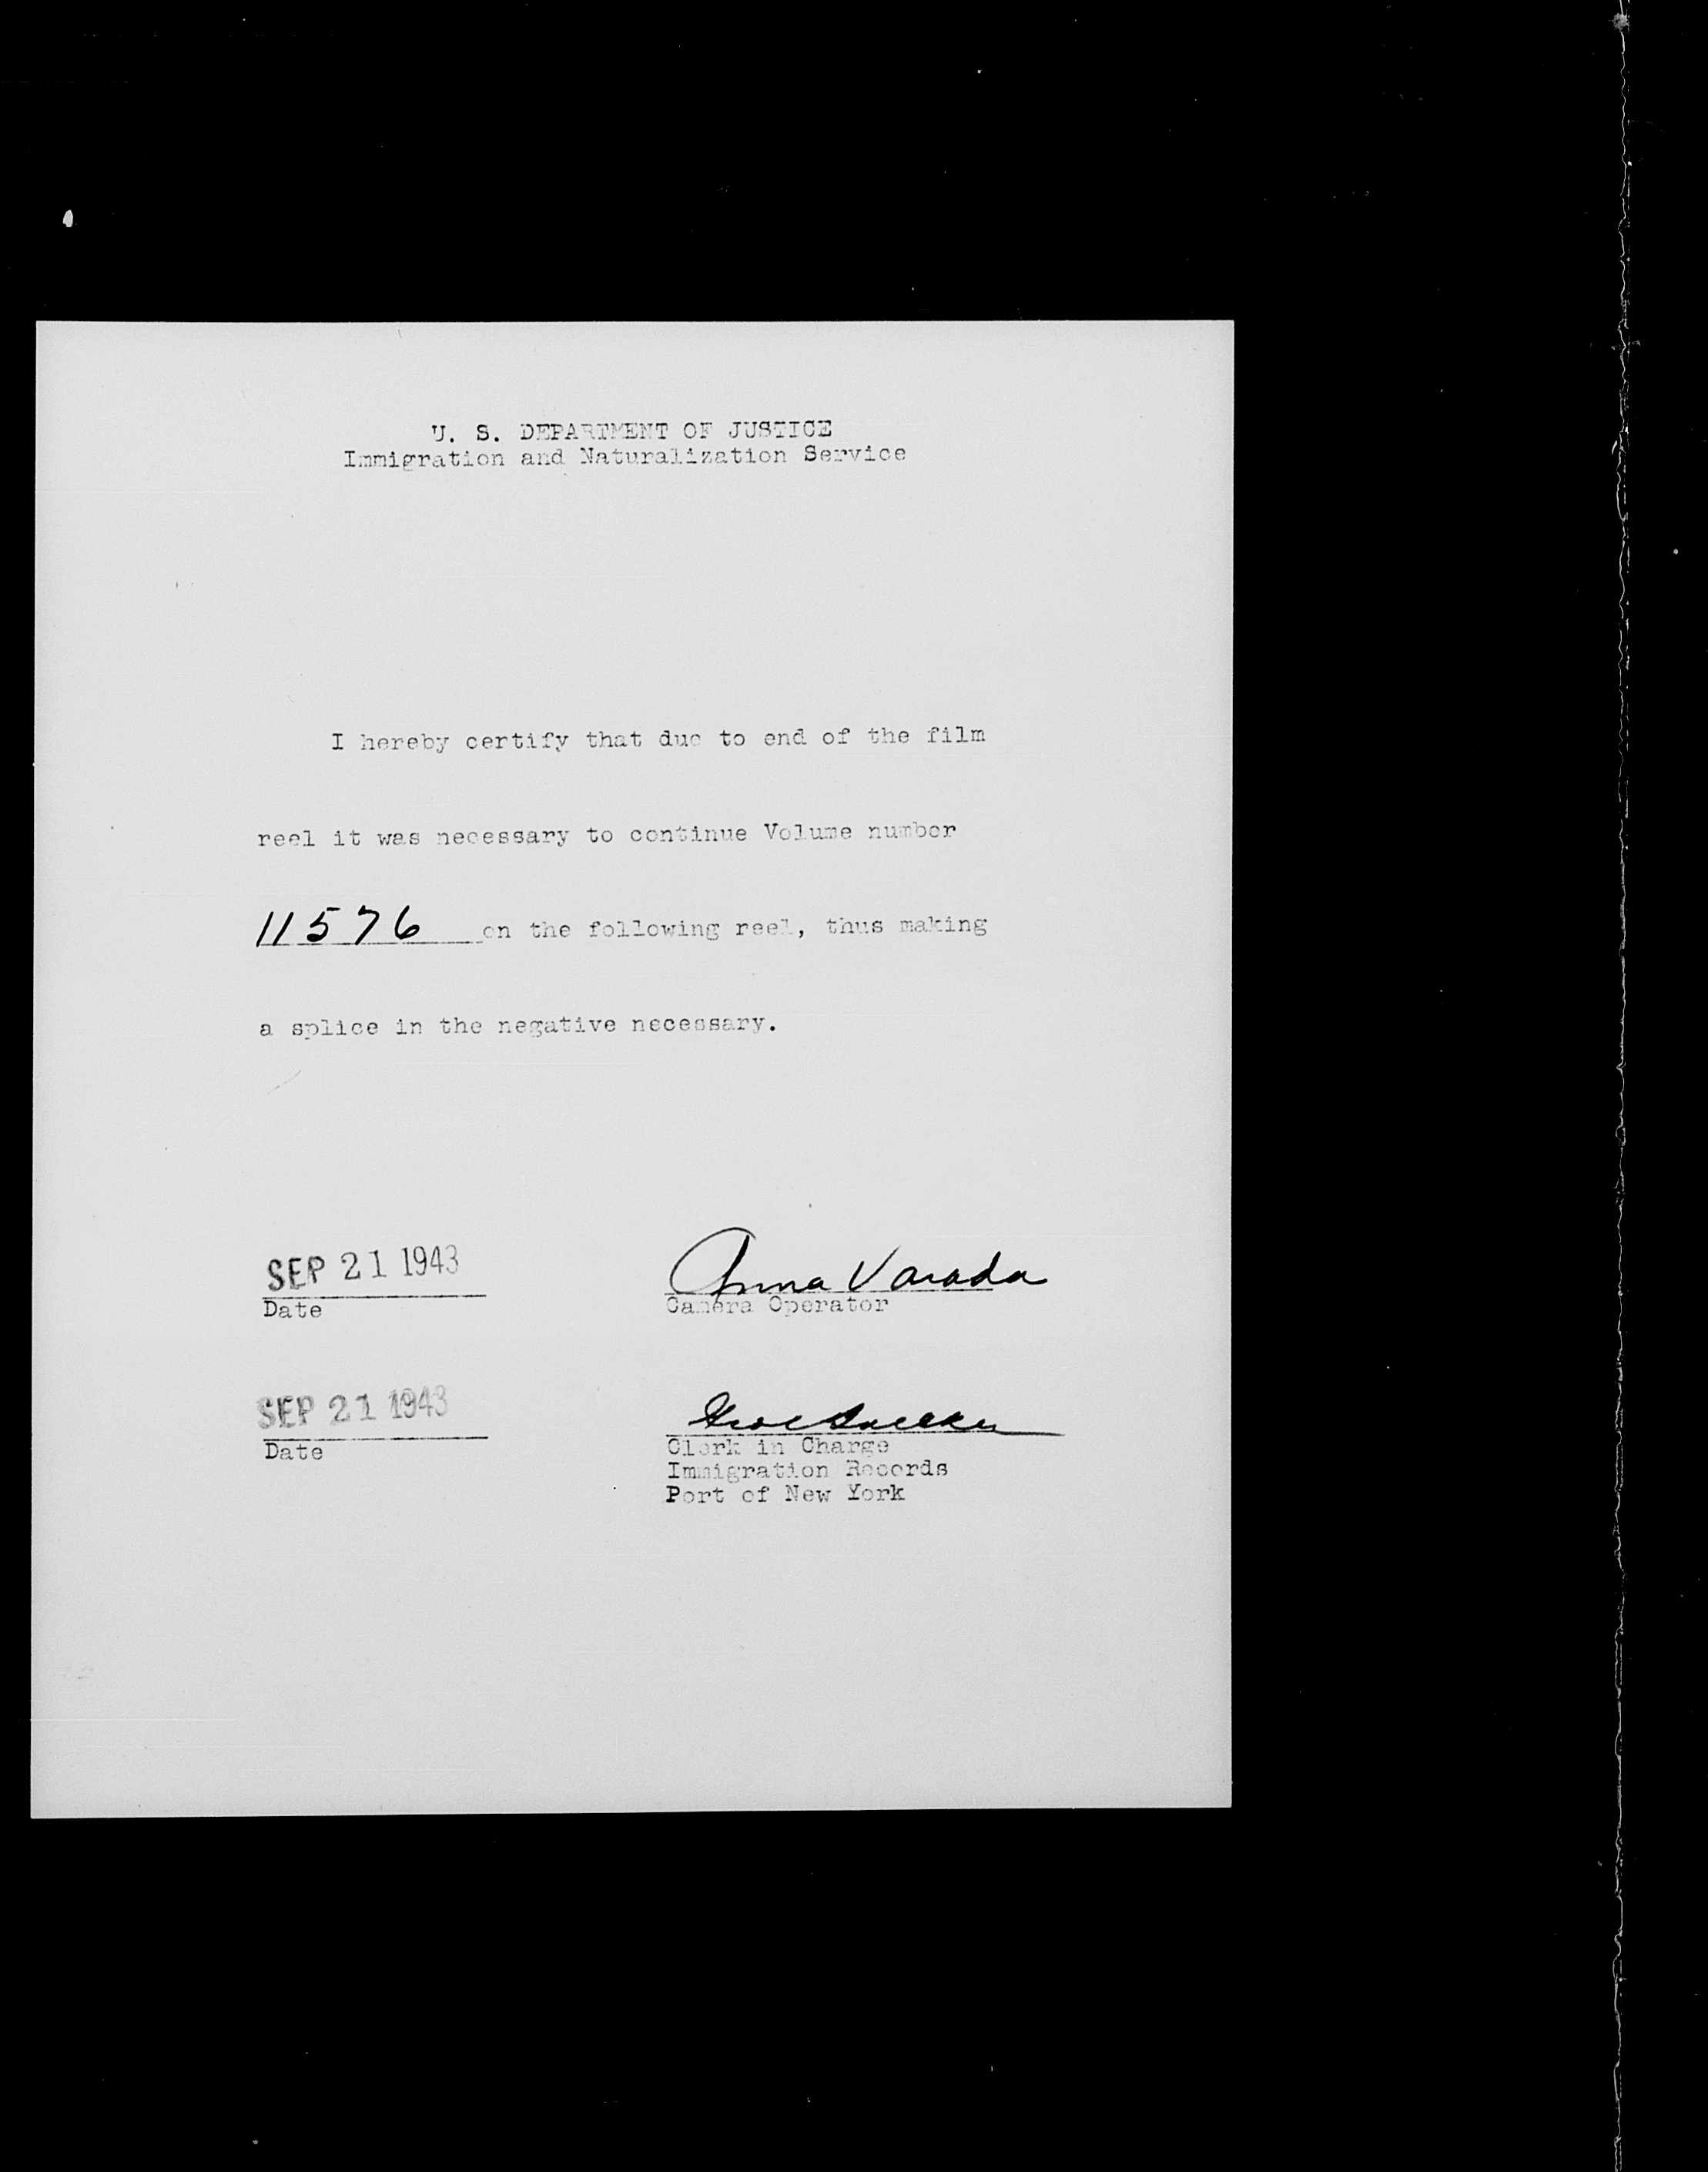 U. S. DEPARTMENT OF JUSTICE
Immigration and Naturalization Service
I hereby certify that due to end of the film
reel it was necessary to continue Volume number
11576 on the following reel, thus making
a splice in the negative necessary.
SEP 21 1943
Date
Anna Varada
Camera Operator
SEP 21 1943
Date
Clerk in Charge
Immigration Records
Port of New York